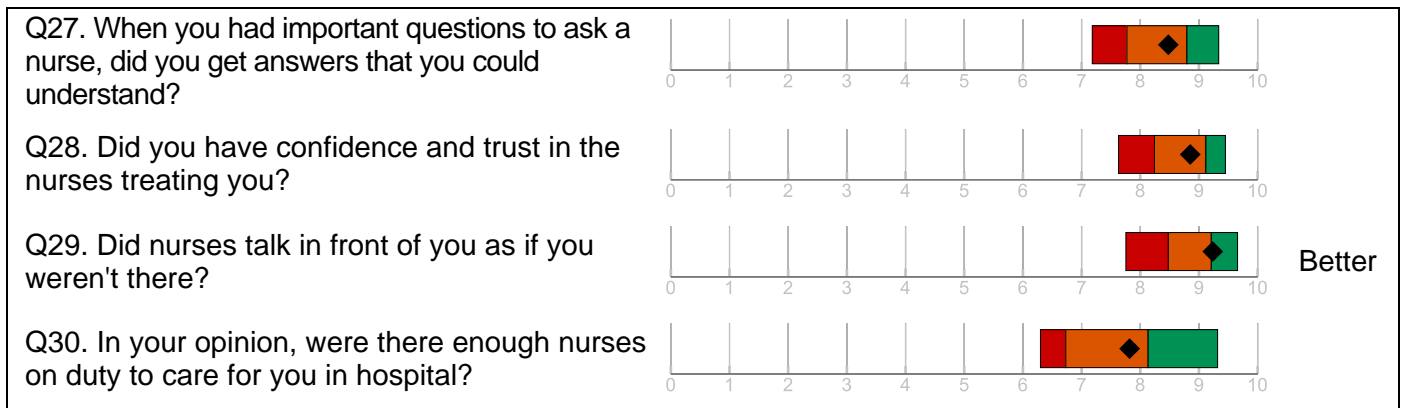 Q27. When you had important questions to ask a
nurse, did you get answers that you could
understand?
0 1 2 3 4 5 6 7 8 9 10
Q28. Did you have confidence and trust in the
nurses treating you?
0 1 2 3 4 5 6 7 8 9 10
Q29. Did nurses talk in front of you as if you
weren't there?
Better
0 1 2 3 4 5 6 7 8 9 10
Q30. In your opinion, were there enough nurses
on duty to care for you in hospital?
0 1 2 3 4 5 6 7 8 9 10